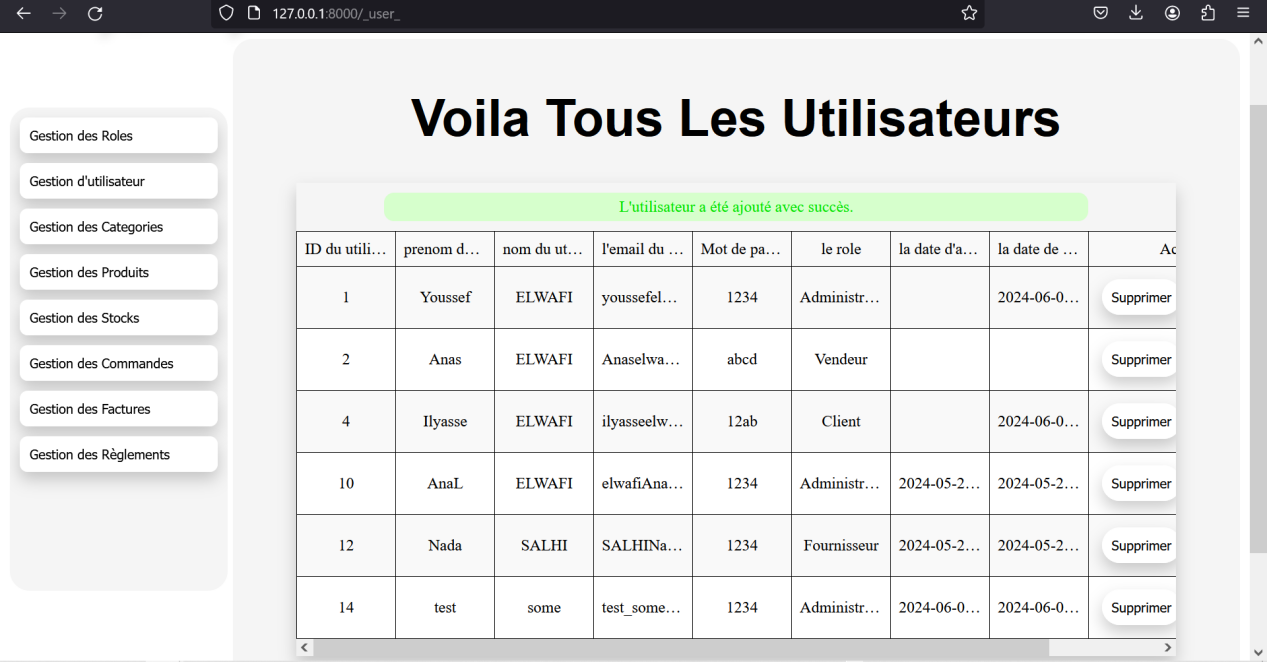 127.0.0.1:8000/_user_
Voila Tous Les Utilisateurs
Gestion des Roles
Gestion d'utilisateur
Gestion des Categories
Gestion des Produits
Gestion des Stocks
Gestion des Commandes
Gestion des Factures
Gestion des Règlements
L'utilisateur a été ajouté avec succès.
ID du utili… prenom d… nom du ut… l'email du … Mot de pa… le role la date d'a… la date de … Ac
1 Youssef ELWAFI youssefel… 1234 Administr… 2024-06-0… Supprimer
2 Anas ELWAFI Anaselwa… abcd Vendeur Supprimer
4 Ilyasse ELWAFI ilyasseelw… 12ab Client 2024-06-0… Supprimer
10 AnaL ELWAFI elwafiAna… 1234 Administr… 2024-05-2… 2024-05-2… Supprimer
12 Nada SALHI SALHINa… 1234 Fournisseur 2024-05-2… 2024-05-2… Supprimer
14 test some test_some… 1234 Administr… 2024-06-0… 2024-06-0… Supprimer